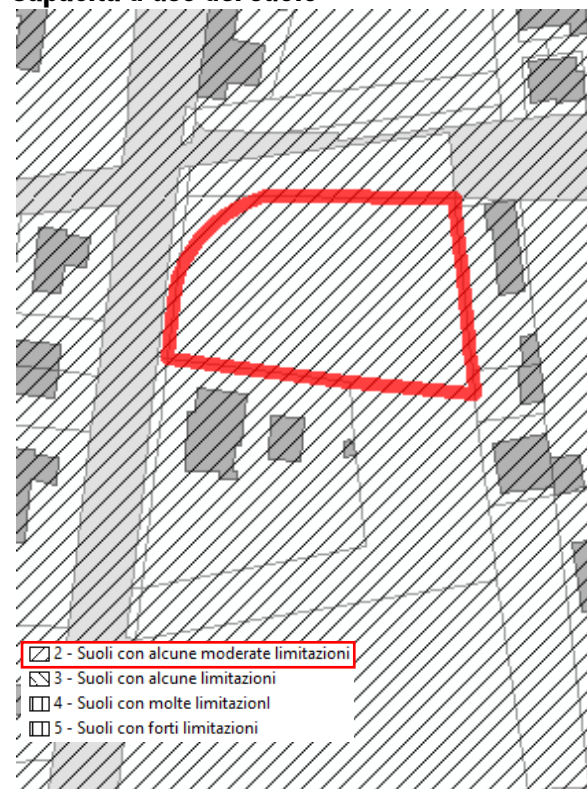 2 - Suoli con alcune moderate limitazioni
3 - Suoli con alcune limitazioni
4 - Suoli con molte limitazionI
5 - Suoli con forti limitazioni